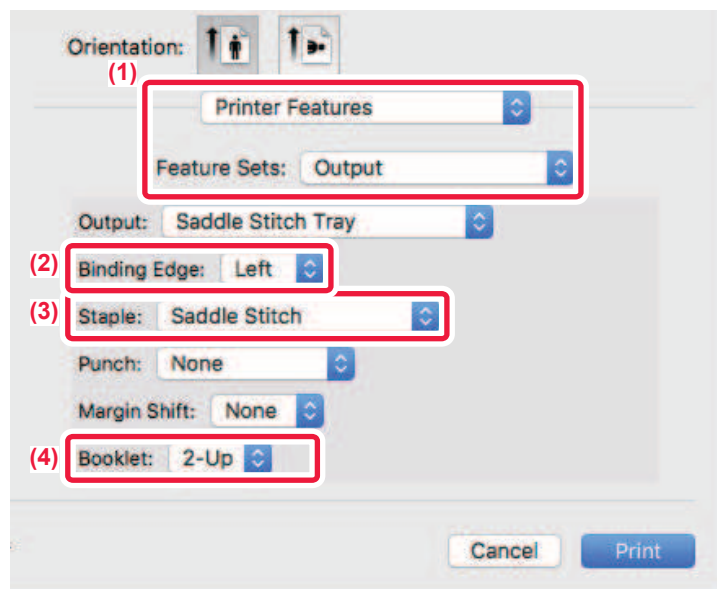 Orientation:
(1)
Printer Features
Feature Sets: Output
Output: Saddle Stitch Tray
(2) Binding Edge: Left
(3) Staple: Saddle Stitch
Punch: None
Margin Shift: None
(4) Booklet: 2-Up
Cancel Print